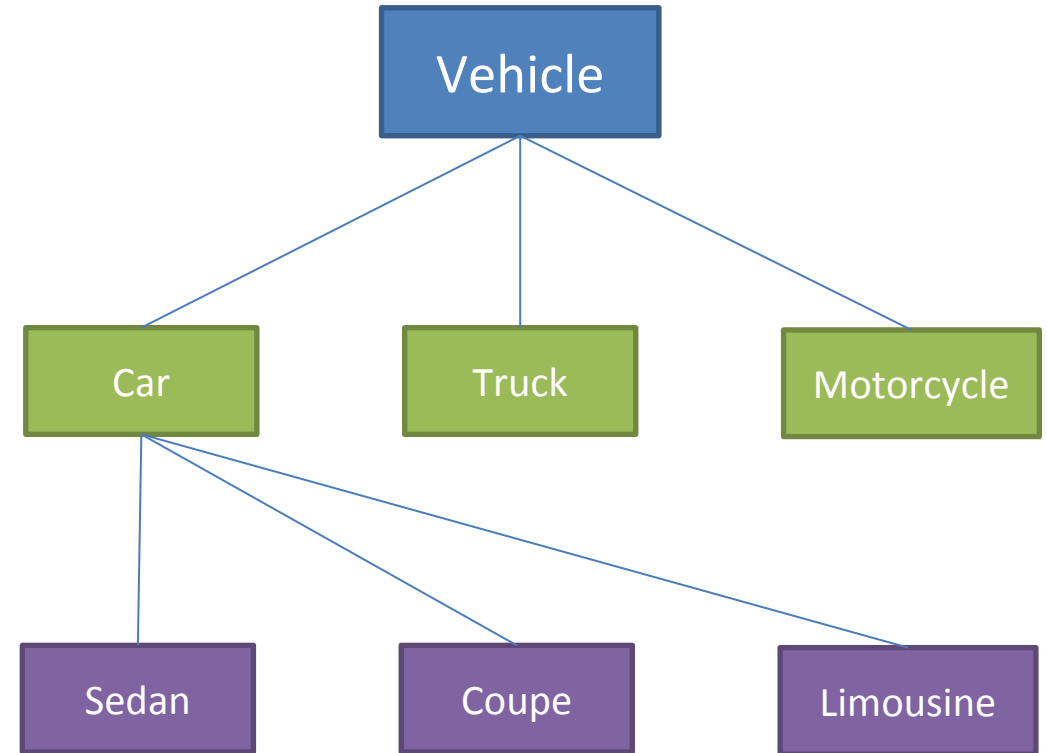 Vehicle
Car
Truck
Motorcycle
Sedan
Coupe
Limousine